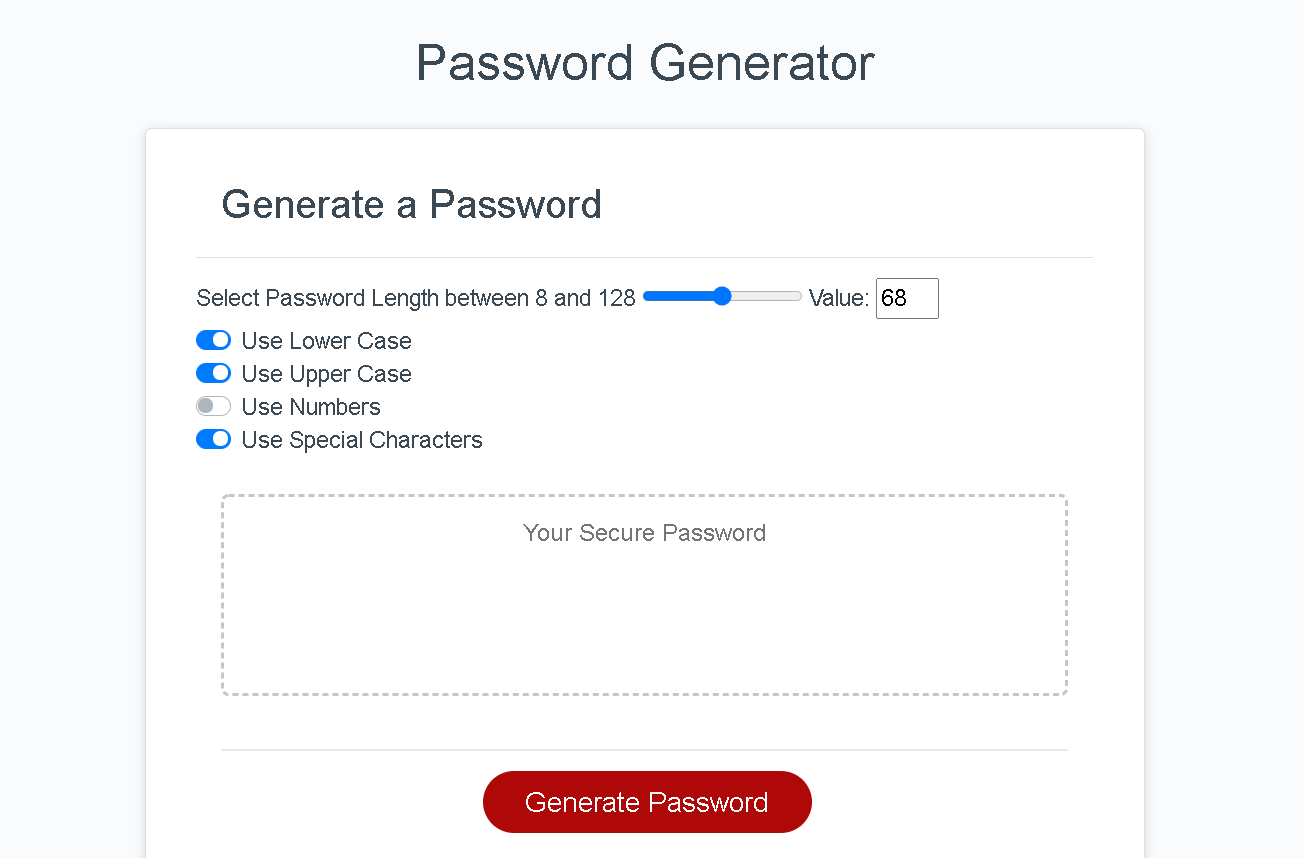 Password Generator
Generate a Password
Select Password Length between 8 and 128 Value: 68
Use Lower Case
Use Upper Case
Use Numbers
Use Special Characters
Your Secure Password
Generate Password